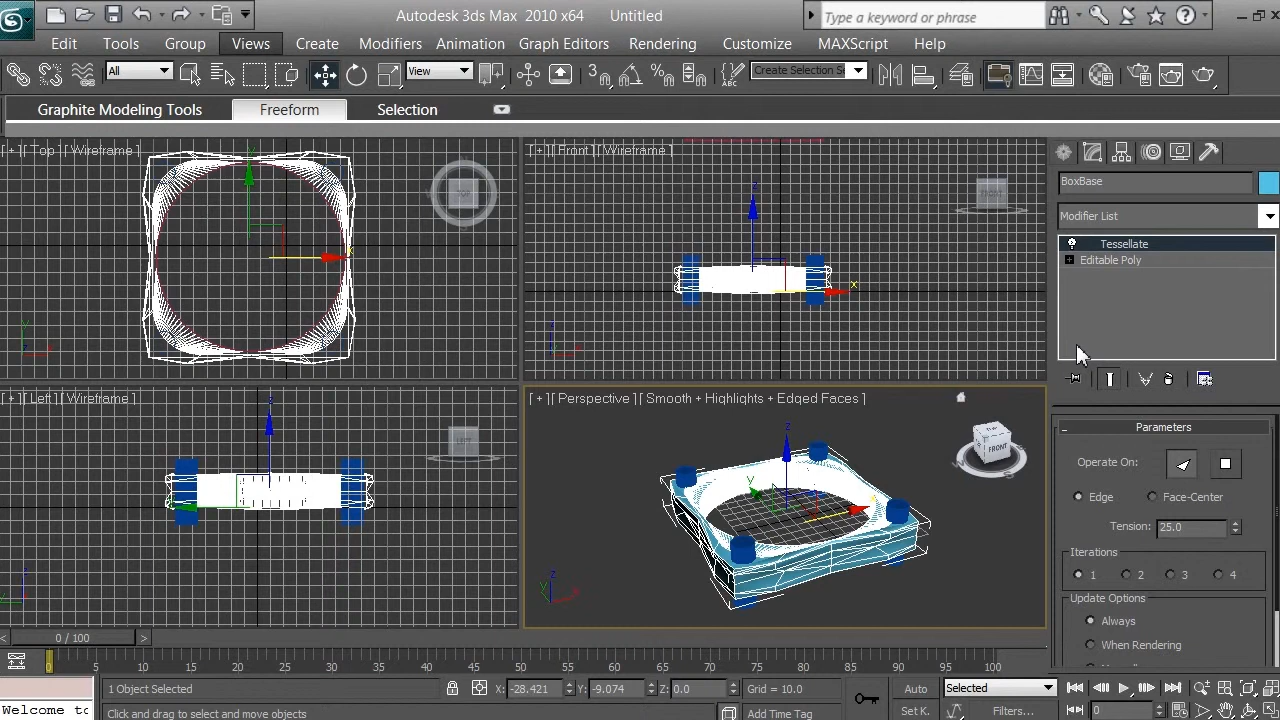 Autodesk 3ds Max 2010 x64 Untitled
Type a keyword or phrase
Edit Tools Group Views Create Modifiers Animation Graph Editors Rendering Customize MAXScript Help
All
View
Create Selection Se
Graphite Modeling Tools Freeform Selection
[ + ] [ Top ] [ Wireframe ]
TOP
[ + ] [ Front ] [ Wireframe ]
FRONT
BoxBase
Modifier List
Tessellate
Editable Poly
[ + ] [ Left ] [ Wireframe ]
LEFT
[ + ] [ Perspective ] [ Smooth + Highlights + Edged Faces ]
TOP
FRONT
Parameters
Operate On:
Edge Face-Center
Tension: 25.0
Iterations
1 2 3 4
Update Options
Always
When Rendering
0 / 100
0 5 10 15 20 25 30 35 40 45 50 55 60 65 70 75 80 85 90 95 100
1 Object Selected
X: -28.421 Y: -9.074 Z: 0.0 Grid = 10.0
Auto Selected
Welcome to
Click and drag to select and move objects
Add Time Tag
Set K. Filters... 0